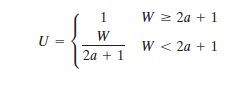 U = { 1 W ≥ 2a + 1
W / 2a + 1 W < 2a + 1